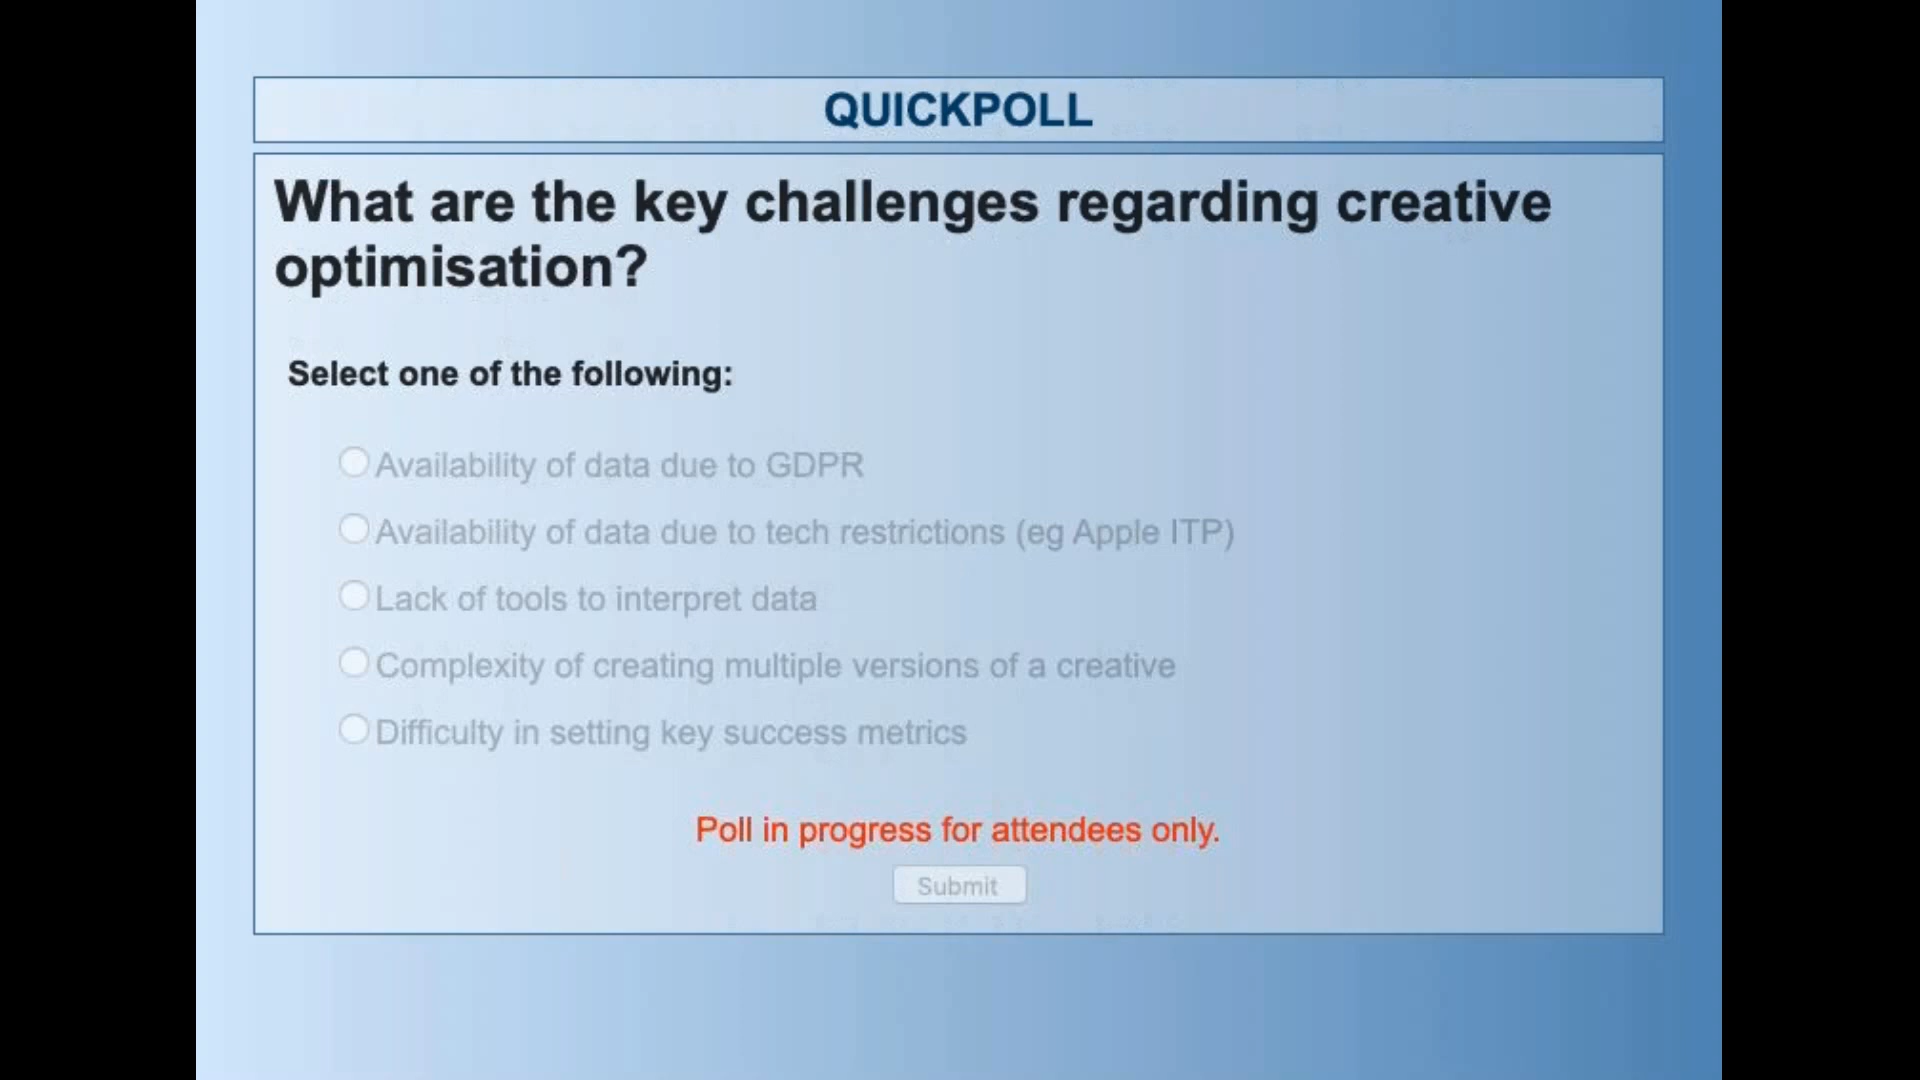 QUICKPOLL
What are the key challenges regarding creative
optimisation?
Select one of the following:
Availability of data due to GDPR
Availability of data due to tech restrictions (eg Apple ITP)
Lack of tools to interpret data
Complexity of creating multiple versions of a creative
Difficulty in setting key success metrics
Poll in progress for attendees only.
Submit